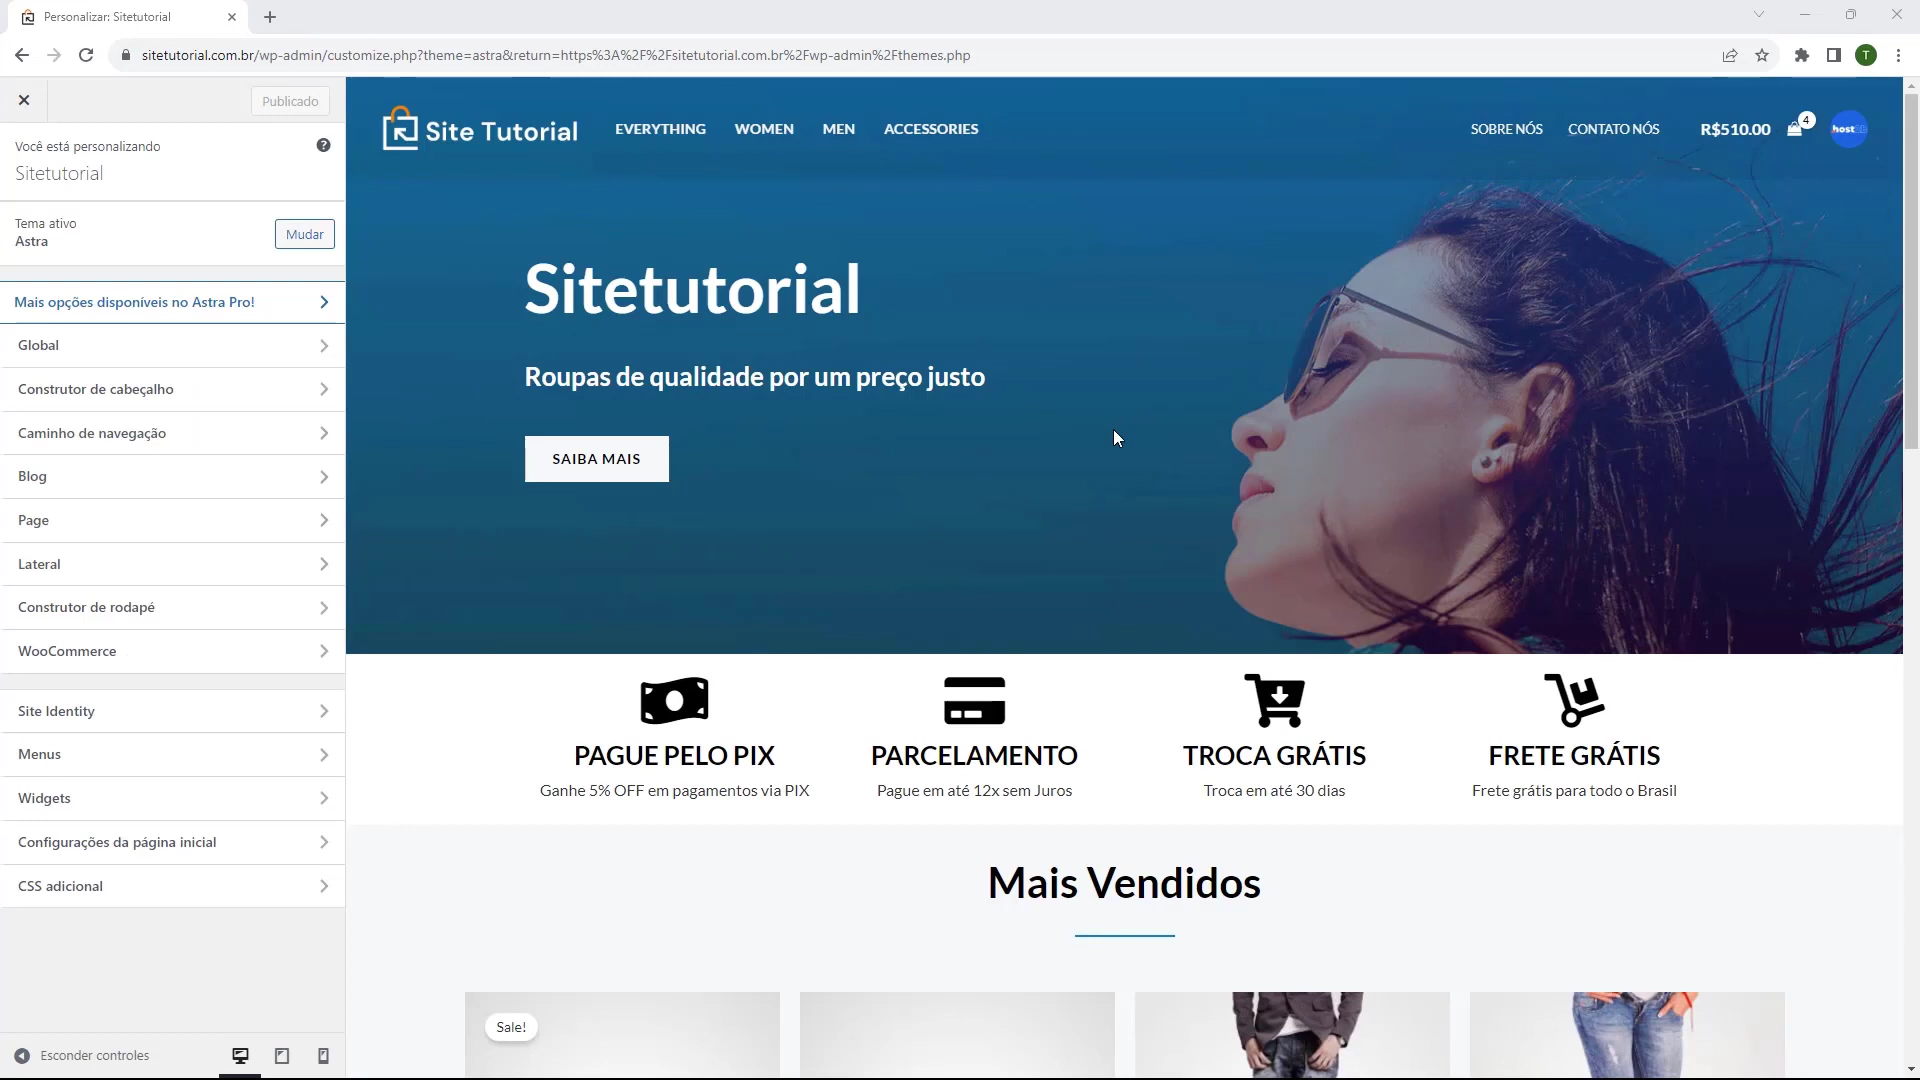 Personalizar: Sitetutorial
sitetutorial.com.br/wp-admin/customize.php?theme=astra&return=https%3A%2F%2Fsitetutorial.com.br%2Fwp-admin%2Fthemes.php
T
Publicado
Você está personalizando
Sitetutorial
Tema ativo
Astra
Mudar
Mais opções disponíveis no Astra Pro!
Global
Construtor de cabeçalho
Caminho de navegação
Blog
Page
Lateral
Construtor de rodapé
WooCommerce
Site Identity
Menus
Widgets
Configurações da página inicial
CSS adicional
Esconder controles
Site Tutorial
EVERYTHING WOMEN MEN ACCESSORIES
SOBRE NÓS CONTATO NÓS R$510.00 4
host
Sitetutorial
Roupas de qualidade por um preço justo
SAIBA MAIS
PAGUE PELO PIX
Ganhe 5% OFF em pagamentos via PIX
PARCELAMENTO
Pague em até 12x sem Juros
TROCA GRÁTIS
Troca em até 30 dias
FRETE GRÁTIS
Frete grátis para todo o Brasil
Mais Vendidos
Sale!